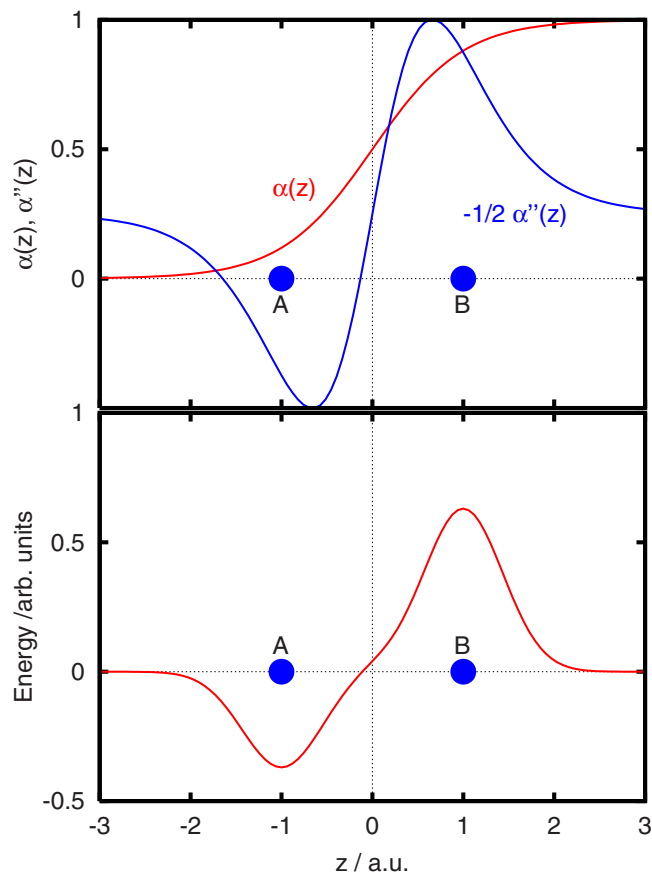 1
0.5
0
α(z), α''(z)
α(z)
-1/2 α''(z)
A
B
1
0.5
0
-0.5
Energy /arb. units
A
B
-3
-2
-1
0
1
2
3
z / a.u.